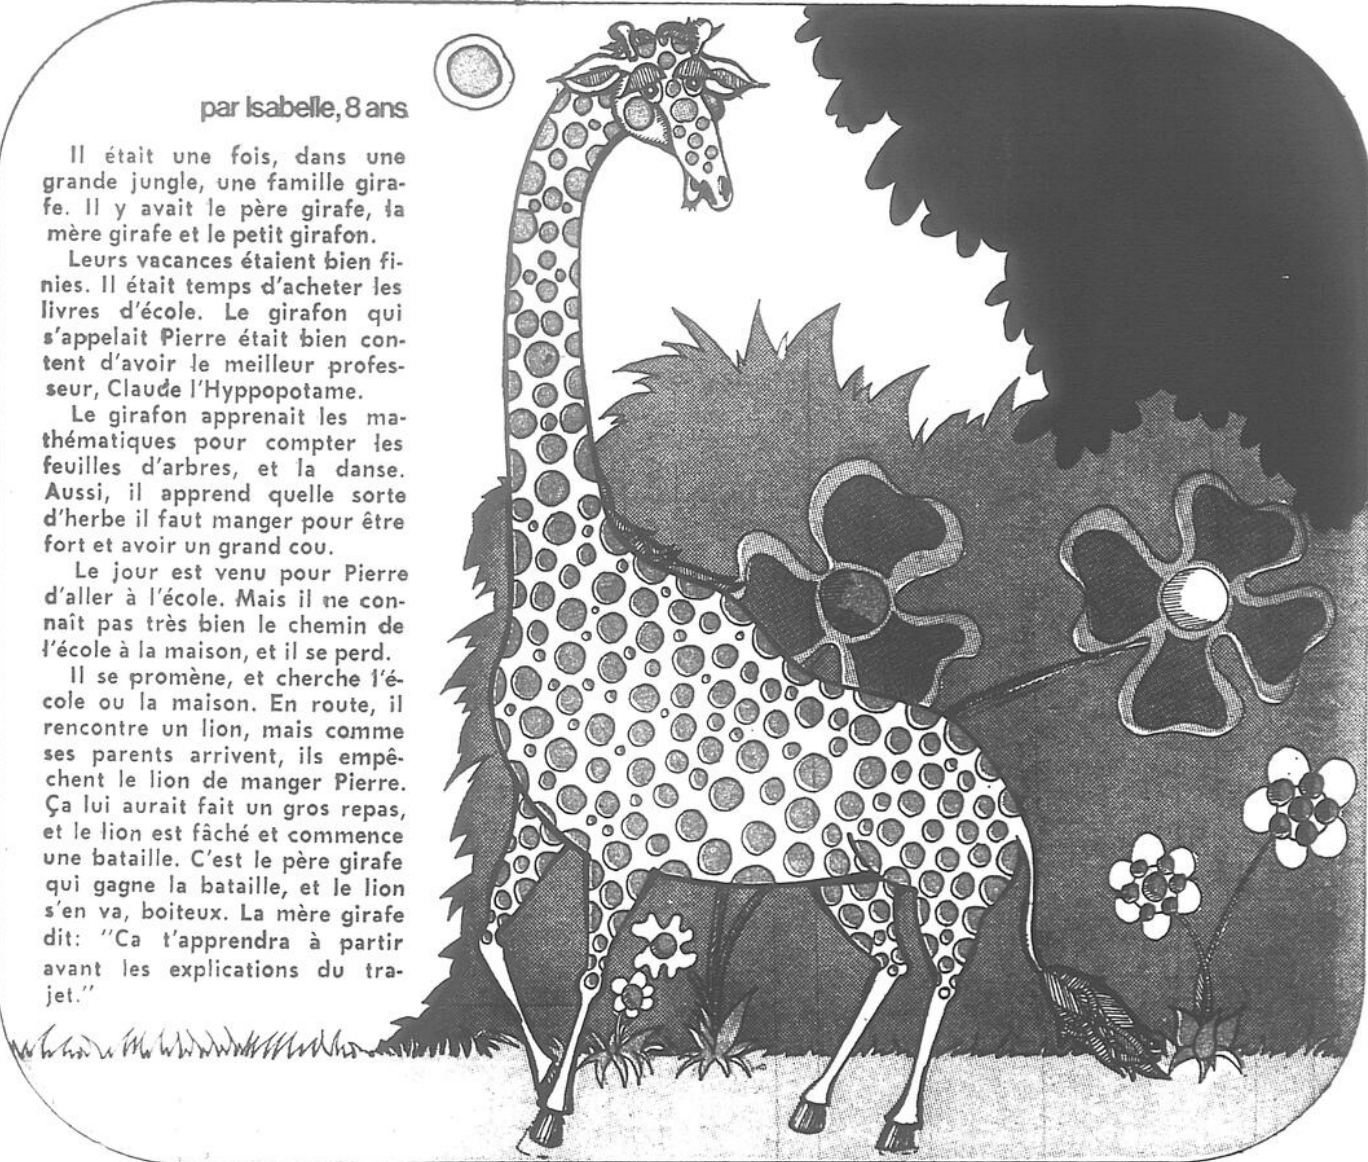 par Isabelle, 8 ans
Il était une fois, dans une
grande jungle, une famille gira-
fe. Il y avait le père girafe, la
mère girafe et le petit girafon.
Leurs vacances étaient bien fi-
nies. Il était temps d'acheter les
livres d'école. Le girafon qui
s'appelait Pierre était bien con-
tent d'avoir le meilleur profes-
seur, Claude l'Hyppopotame.
Le girafon apprenait les ma-
thématiques pour compter les
feuilles d'arbres, et la danse.
Aussi, il apprend quelle sorte
d'herbe il faut manger pour être
fort et avoir un grand cou.
Le jour est venu pour Pierre
d'aller à l'école. Mais il ne con-
naît pas très bien le chemin de
l'école à la maison, et il se perd.
Il se promène, et cherche l'é-
cole ou la maison. En route, il
rencontre un lion, mais comme
ses parents arrivent, ils empê-
chent le lion de manger Pierre.
Ça lui aurait fait un gros repas,
et le lion est fâché et commence
une bataille. C'est le père girafe
qui gagne la bataille, et le lion
s'en va, boiteux. La mère girafe
dit: "Ca t'apprendra à partir
avant les explications du tra-
jet."